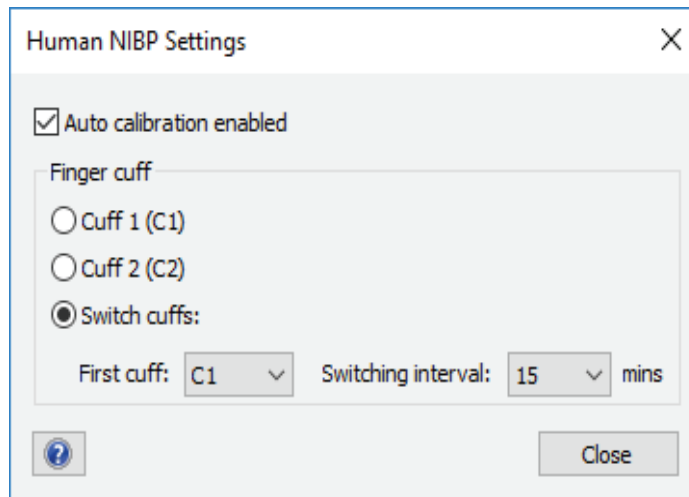 Human NIBP Settings
Auto calibration enabled
Finger cuff
Cuff 1 (C1)
Cuff 2 (C2)
Switch cuffs:
First cuff: C1 Switching interval: 15 mins
? Close